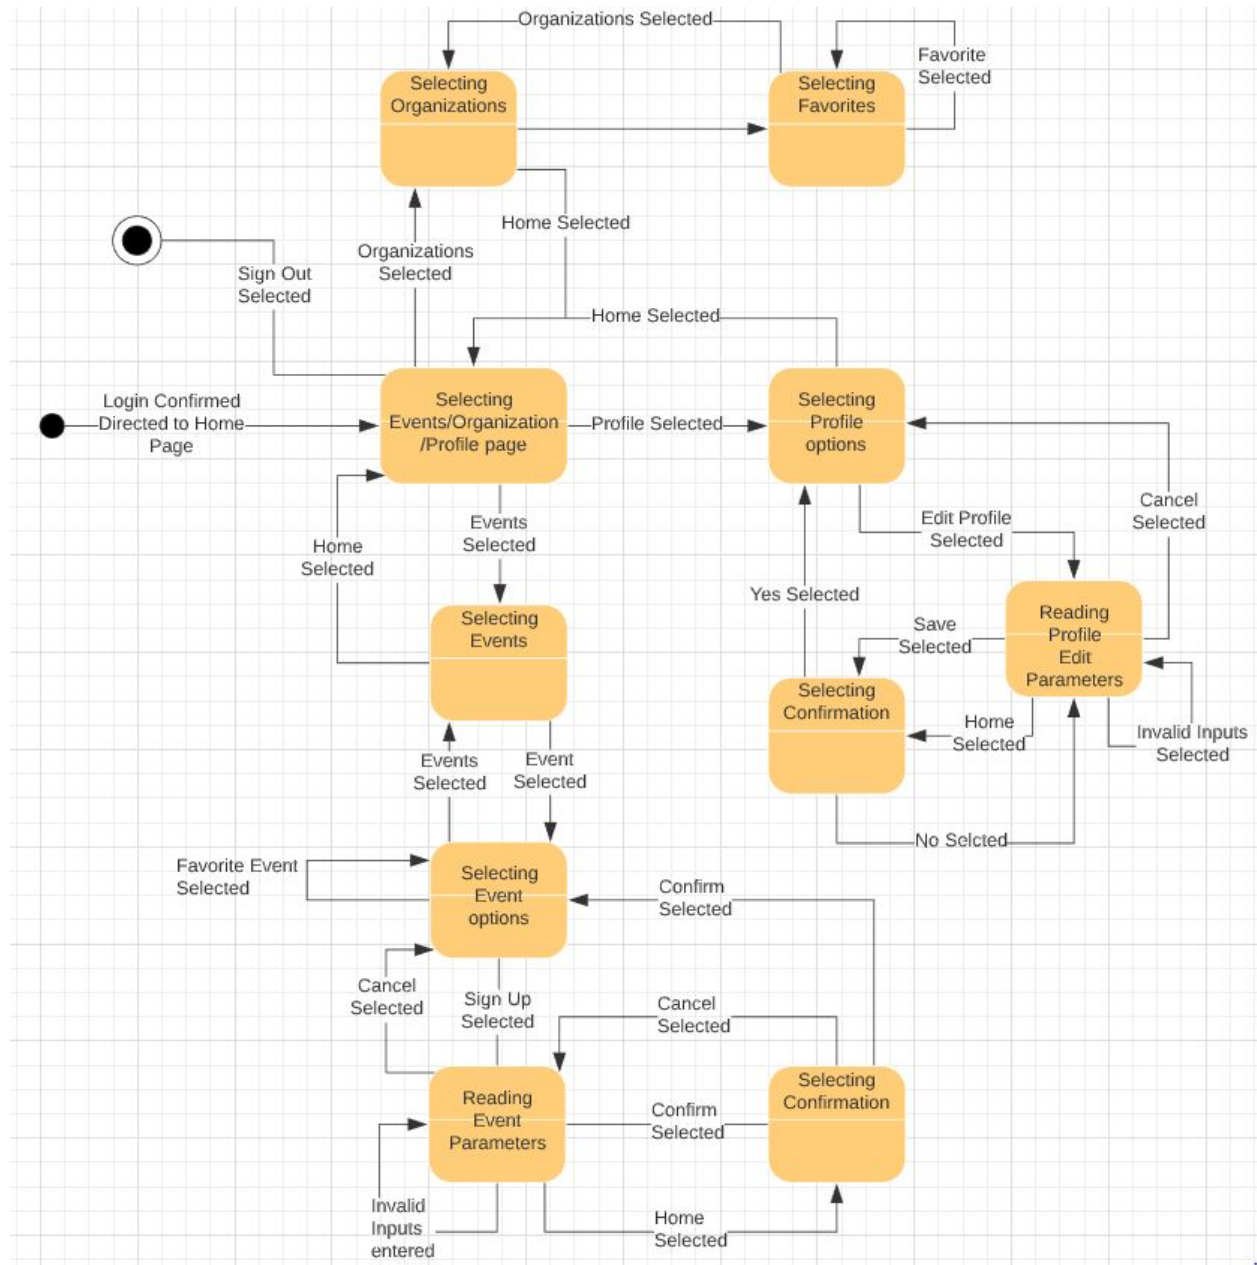 Organizations Selected
Selecting
Organizations
Selecting
Favorites
Favorite
Selected
Home Selected
Organizations
Selected
Sign Out
Selected
Home Selected
Login Confirmed
Directed to Home
Page
Selecting
Events/Organization
/Profile page
Profile Selected
Selecting
Profile
options
Cancel
Selected
Edit Profile
Selected
Events
Selected
Home
Selected
Yes Selected
Selecting
Events
Reading
Profile
Edit
Parameters
Save
Selected
Selecting
Confirmation
Home
Selected
Invalid Inputs
Selected
Events
Selected
Event
Selected
No Selcted
Favorite Event
Selected
Selecting
Event
options
Confirm
Selected
Cancel
Selected
Sign Up
Selected
Cancel
Selected
Reading
Event
Parameters
Confirm
Selected
Selecting
Confirmation
Invalid
Inputs
entered
Home
Selected